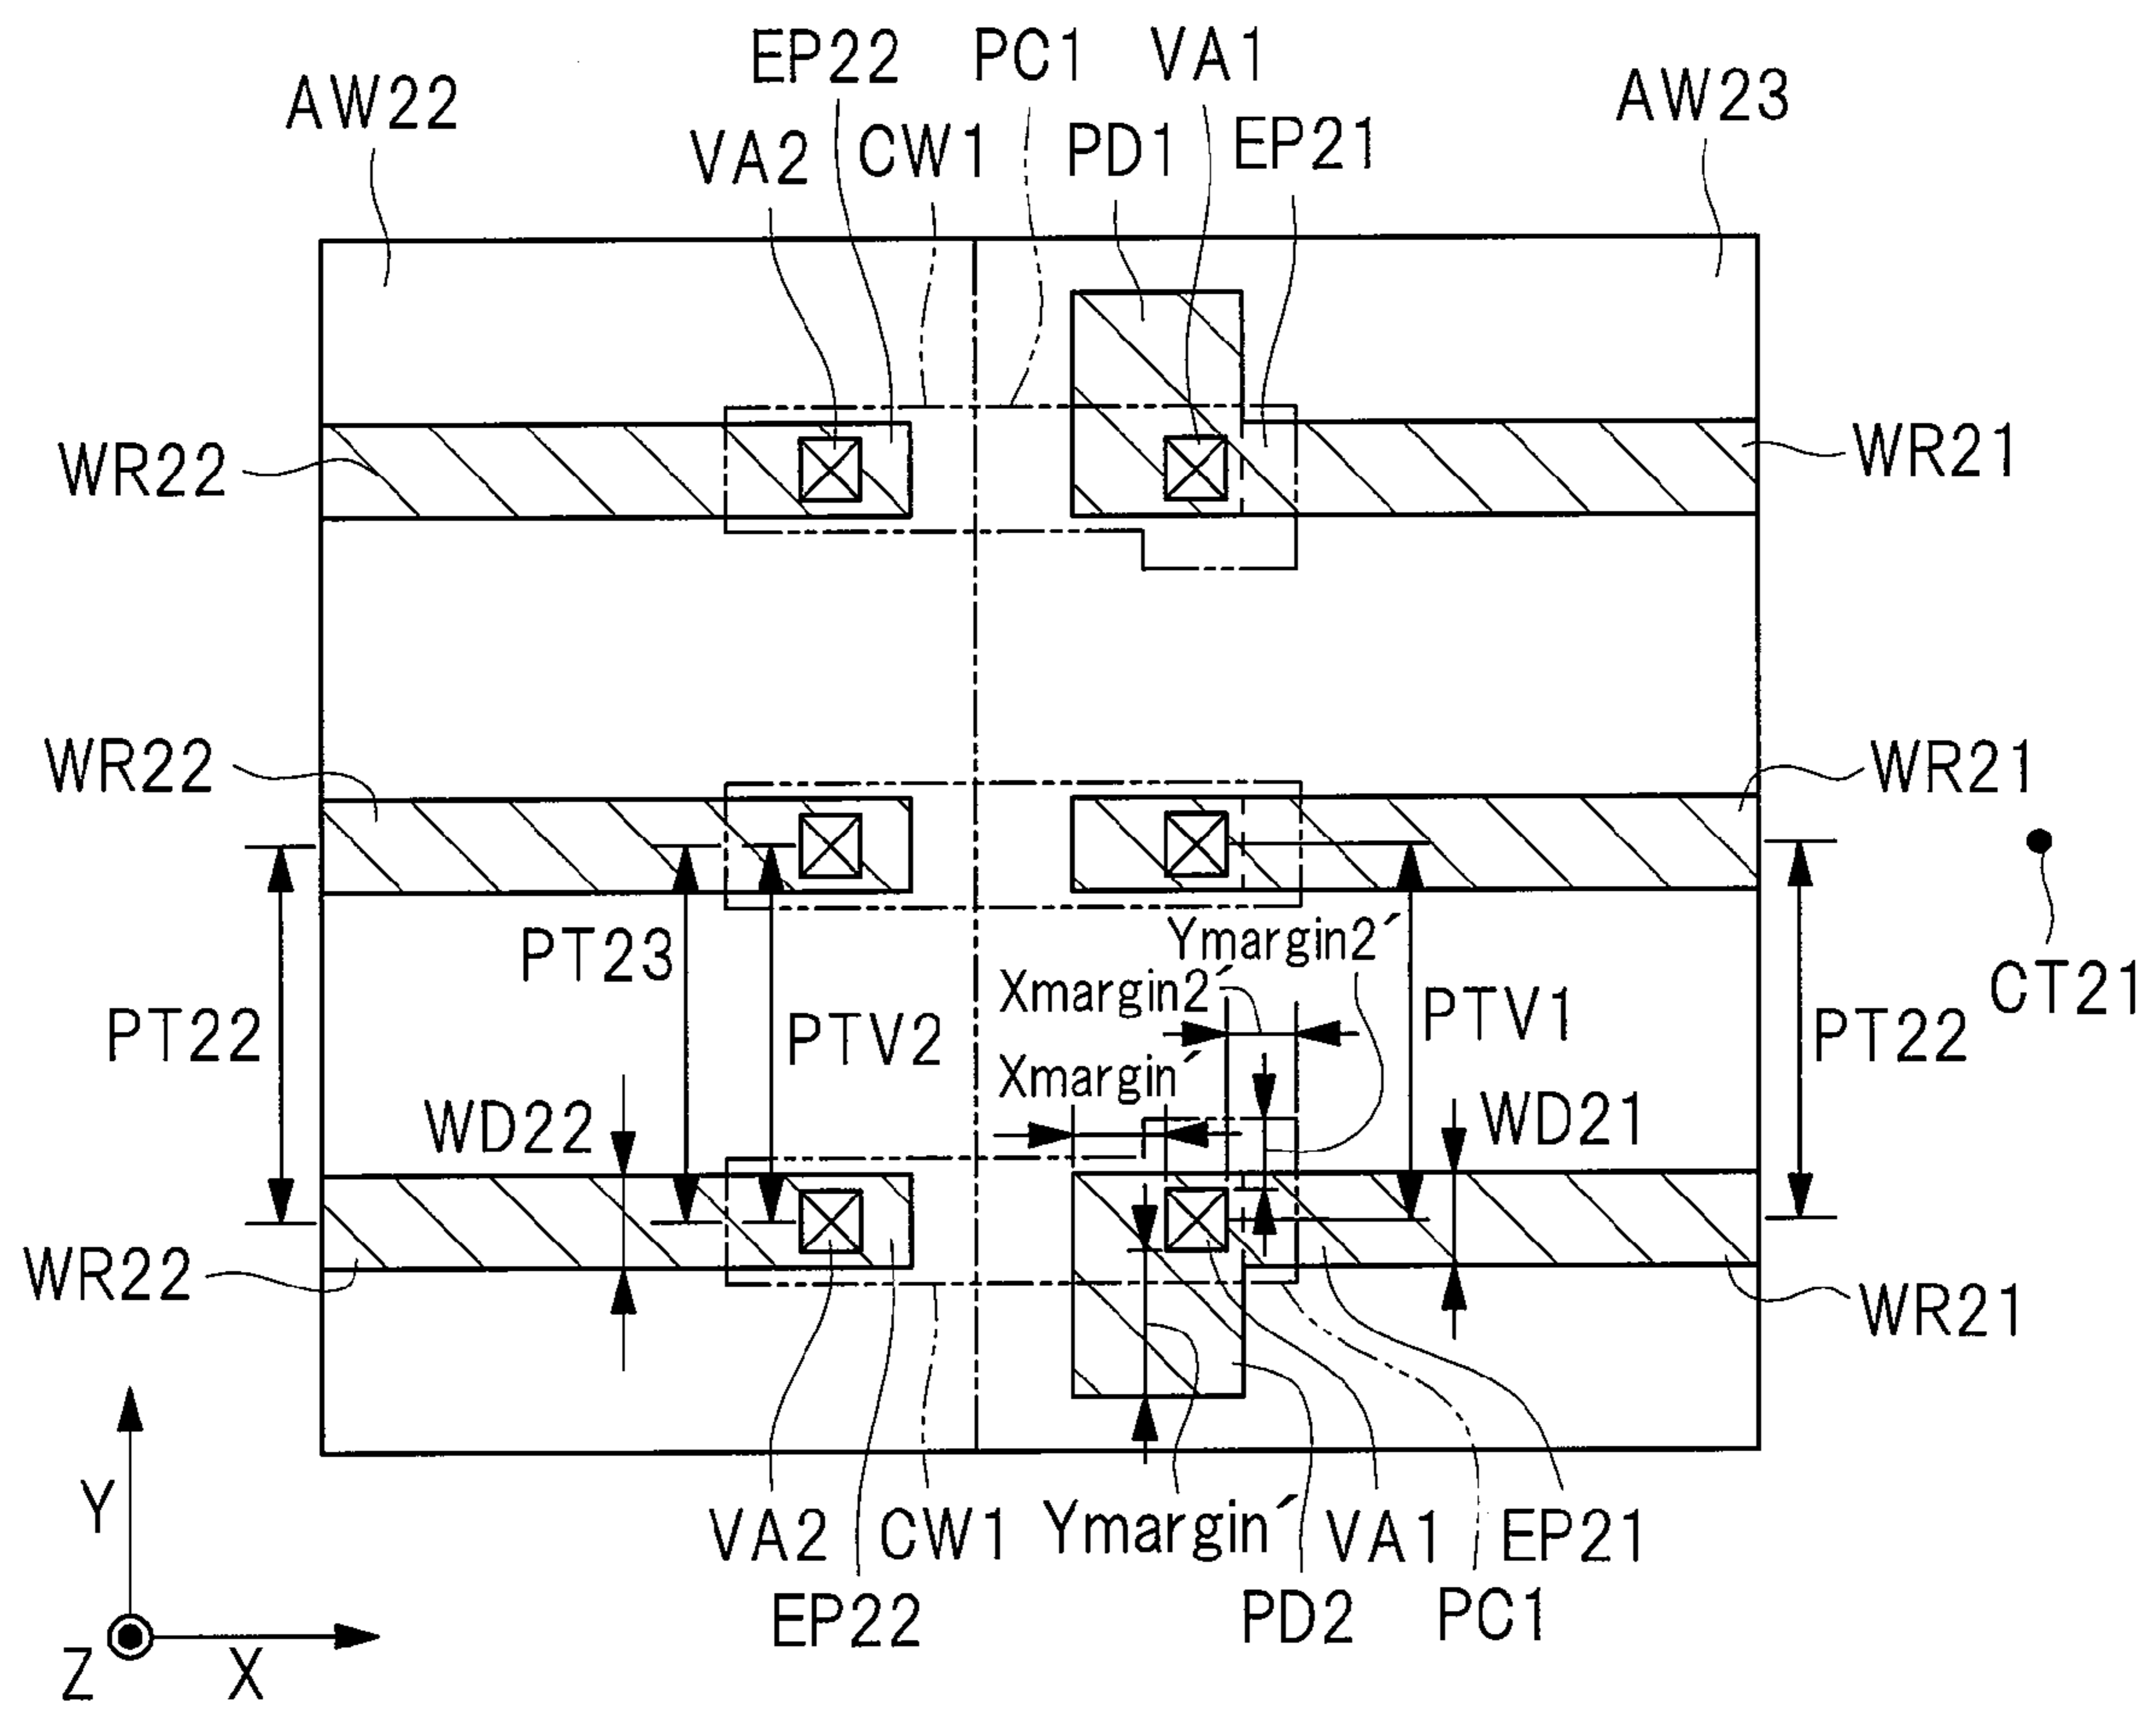 EP22 PC1 VA1
AW22 AW23
VA2 CW1 PD1 EP21
WR22 WR21
WR22 WR21
PT23 Ymargin2´
Xmargin2´ CT21
PT22 PTV2 PTV1 PT22
Xmargin´
WD22 WD21
WR22 WR21
Y VA2 CW1 Ymargin´ VA1 EP21
EP22 PD2 PC1
Z X